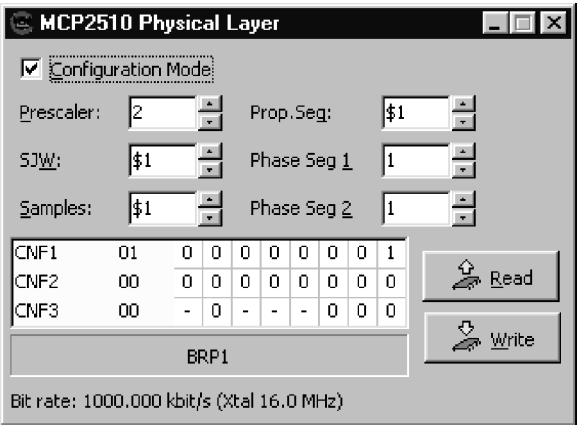 MCP2510 Physical Layer
Configuration Mode
Prescaler: 2 Prop.Seg: $1
SJW: $1 Phase Seg 1 1
Samples: $1 Phase Seg 2 1
CNF1 01 0 0 0 0 0 0 0 1
CNF2 00 0 0 0 0 0 0 0 0
CNF3 00 - 0 - - - 0 0 0
Read
Write
BRP1
Bit rate: 1000.000 kbit/s (Xtal 16.0 MHz)